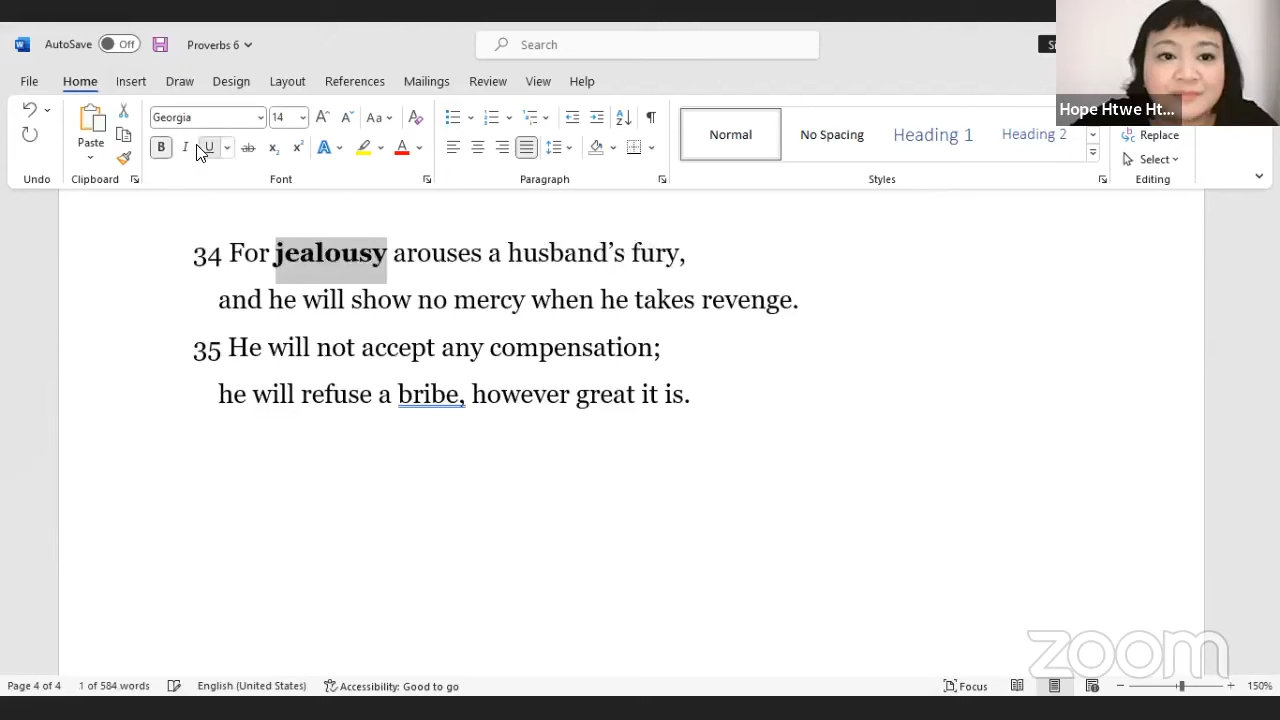 AutoSave Off Proverbs 6 Search
File Home Insert Draw Design Layout References Mailings Review View Help
Hope Htwe Ht...
Georgia 14 Aa
Paste
B I U ab x₂ x² A A
Normal No Spacing Heading 1 Heading 2
Replace
Select
Undo Clipboard Font Paragraph Styles Editing
34 For jealousy arouses a husband’s fury,
and he will show no mercy when he takes revenge.
35 He will not accept any compensation;
he will refuse a bribe, however great it is.
zoom
Page 4 of 4 1 of 584 words English (United States) Accessibility: Good to go Focus 150%